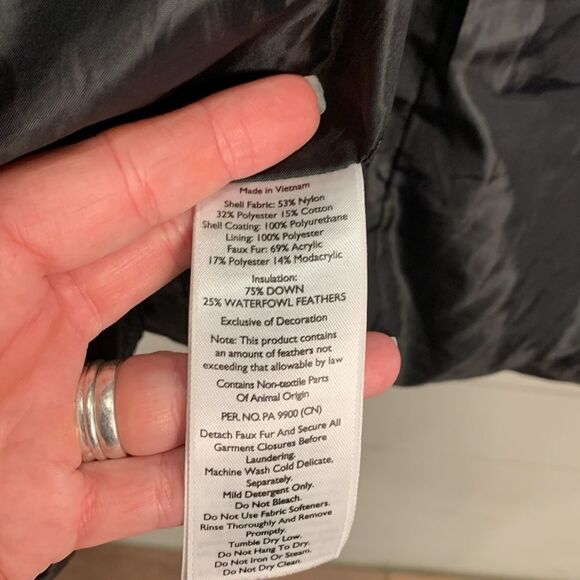 Made in Vietnam
Shell Fabric: 53% Nylon
32% Polyester 15% Cotton
Shell Coating: 100% Polyurethane
Lining: 100% Polyester
Faux Fur: 69% Acrylic
17% Polyester 14% Modacrylic
Insulation:
75% DOWN
25% WATERFOWL FEATHERS
Exclusive of Decoration
Note: This product contains
an amount of feathers not
exceeding that allowable by law
Contains Non-textile Parts
Of Animal Origin
PER. NO. PA 9900 (CN)
Detach Faux Fur And Secure All
Garment Closures Before
Laundering.
Machine Wash Cold Delicate,
Separately.
Mild Detergent Only.
Do Not Bleach.
Do Not Use Fabric Softeners.
Rinse Thoroughly And Remove
Promptly.
Tumble Dry Low.
Do Not Hang To Dry.
Do Not Iron Or Steam.
Do Not Dry Clean.